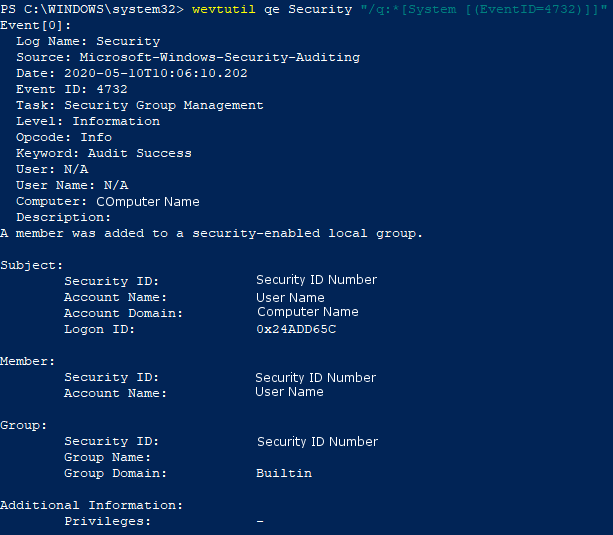 PS C:\WINDOWS\system32> wevtutil qe Security "/q:*[System [(EventID=4732)]]"
Event[0]:
Log Name: Security
Source: Microsoft-Windows-Security-Auditing
Date: 2020-05-10T10:06:10.202
Event ID: 4732
Task: Security Group Management
Level: Information
Opcode: Info
Keyword: Audit Success
User: N/A
User Name: N/A
Computer: COmputer Name
Description:
A member was added to a security-enabled local group.
Subject:
Security ID: Security ID Number
Account Name: User Name
Account Domain: Computer Name
Logon ID: 0x24ADD65C
Member:
Security ID: Security ID Number
Account Name: User Name
Group:
Security ID: Security ID Number
Group Name:
Group Domain: Builtin
Additional Information:
Privileges: -